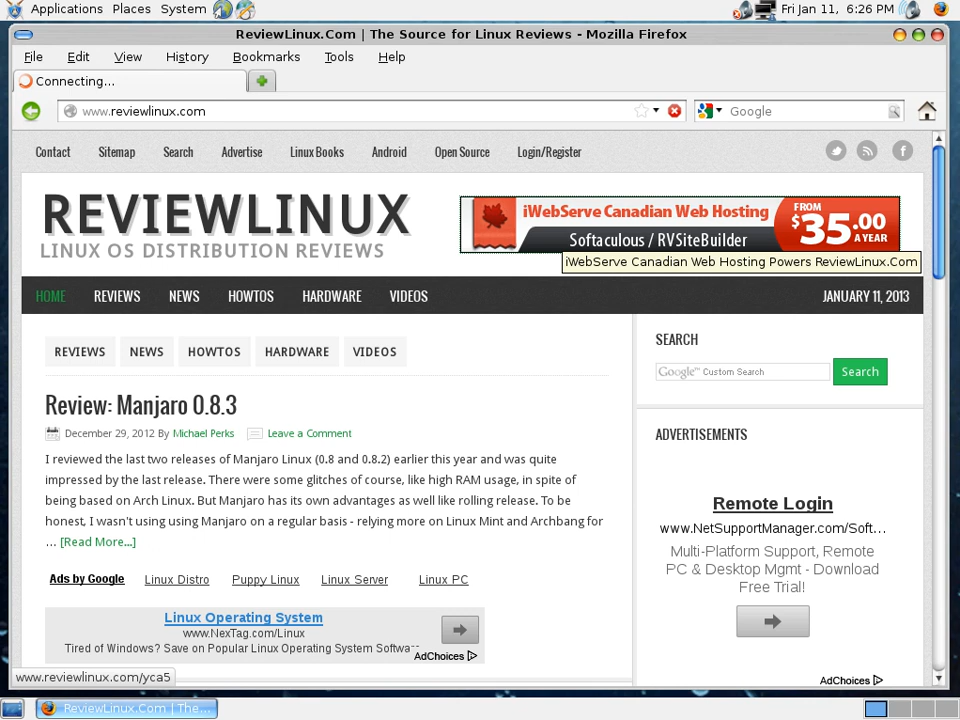 Applications Places System Fri Jan 11, 6:26 PM
ReviewLinux.Com | The Source for Linux Reviews - Mozilla Firefox
File Edit View History Bookmarks Tools Help
Connecting...
www.reviewlinux.com Google
Contact Sitemap Search Advertise Linux Books Android Open Source Login/Register
REVIEWLINUX
LINUX OS DISTRIBUTION REVIEWS
iWebServe Canadian Web Hosting
Softaculous / RVSiteBuilder
FROM
$35.00
A YEAR
iWebServe Canadian Web Hosting Powers ReviewLinux.Com
HOME REVIEWS NEWS HOWTOS HARDWARE VIDEOS JANUARY 11, 2013
REVIEWS NEWS HOWTOS HARDWARE VIDEOS
Review: Manjaro 0.8.3
December 29, 2012 By Michael Perks Leave a Comment
I reviewed the last two releases of Manjaro Linux (0.8 and 0.8.2) earlier this year and was quite
impressed by the last release. There were some glitches of course, like high RAM usage, in spite of
being based on Arch Linux. But Manjaro has its own advantages as well like rolling release. To be
honest, I wasn't using using Manjaro on a regular basis - relying more on Linux Mint and Archbang for
... [Read More...]
Ads by Google Linux Distro Puppy Linux Linux Server Linux PC
Linux Operating System
www.NexTag.com/Linux
Tired of Windows? Save on Popular Linux Operating System Softwa...
AdChoices
SEARCH
Google™ Custom Search Search
ADVERTISEMENTS
Remote Login
www.NetSupportManager.com/Soft...
Multi-Platform Support, Remote
PC & Desktop Mgmt - Download
Free Trial!
AdChoices
www.reviewlinux.com/yca5
ReviewLinux.Com | The...